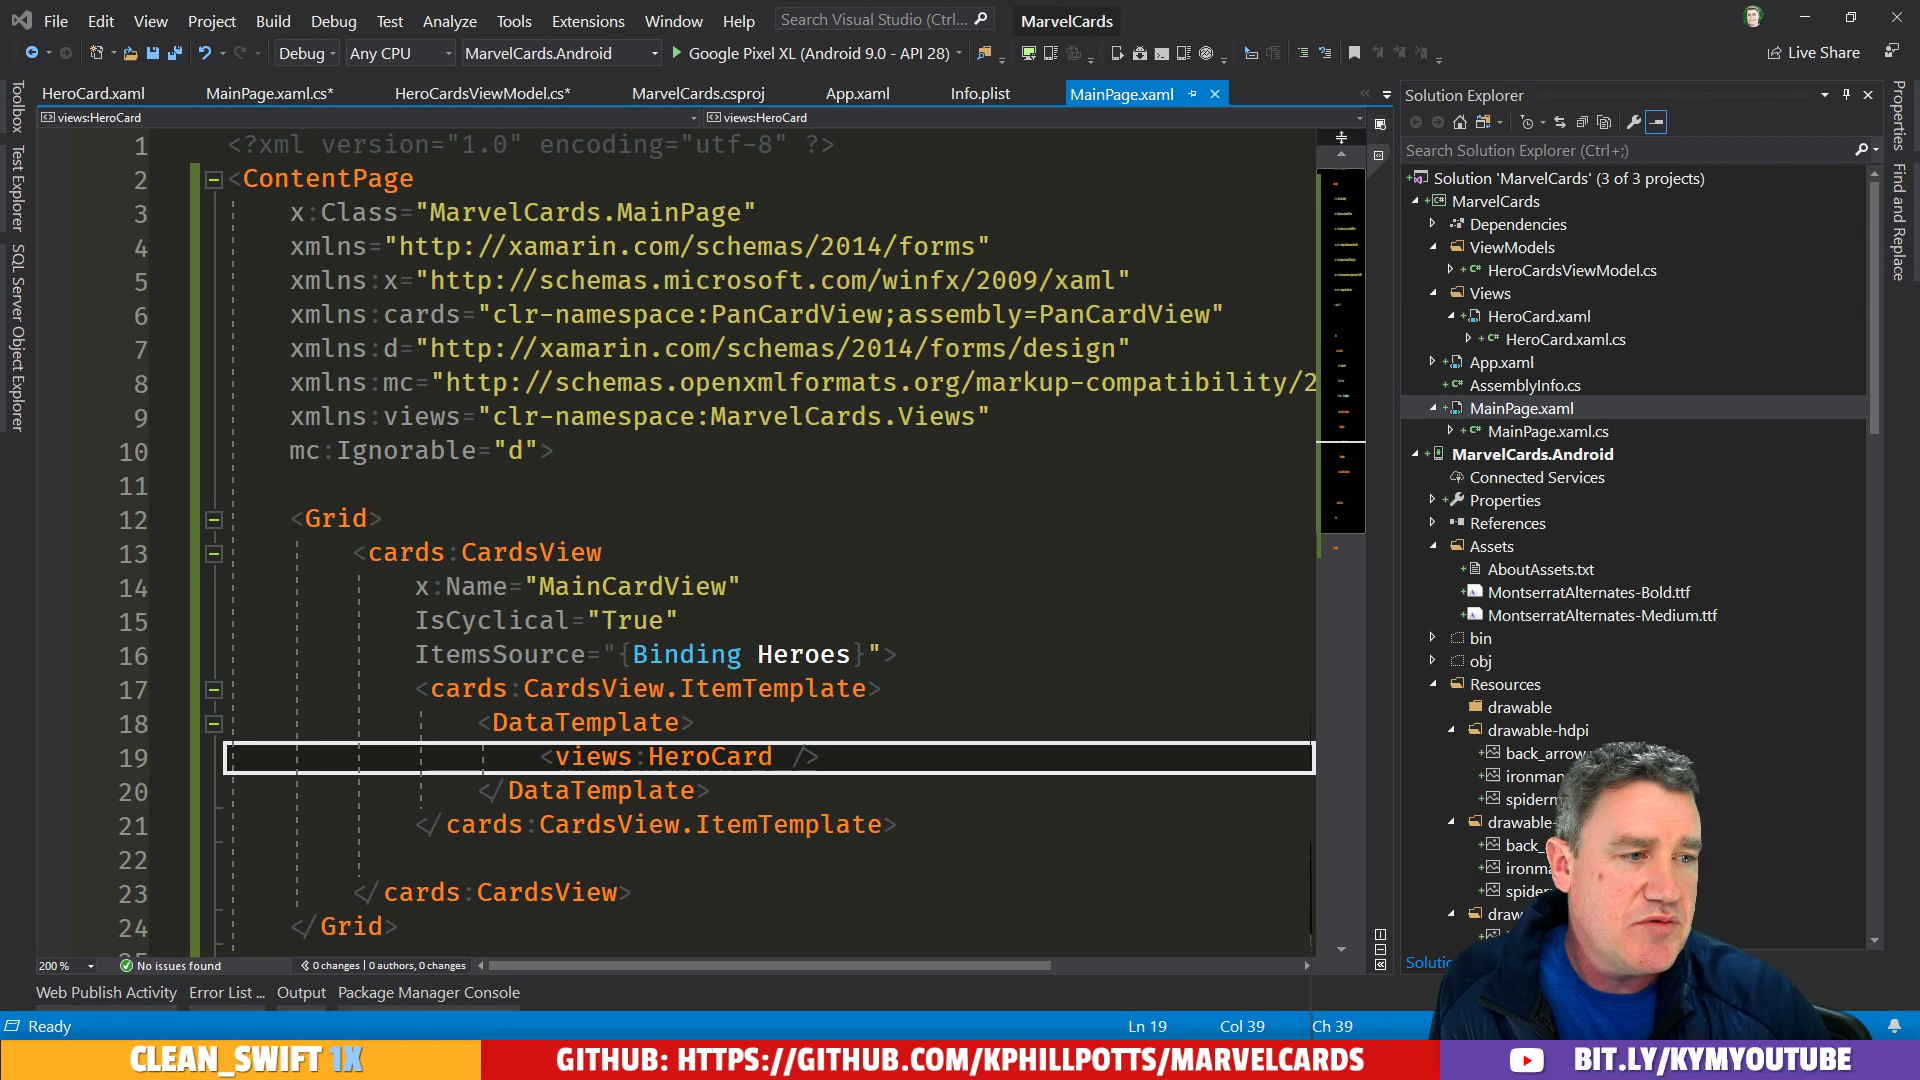 File Edit View Project Build Debug Test Analyze Tools Extensions Window Help Search Visual Studio (Ctrl... MarvelCards
Debug Any CPU MarvelCards.Android Google Pixel XL (Android 9.0 - API 28) Live Share
HeroCard.xaml MainPage.xaml.cs* HeroCardsViewModel.cs* MarvelCards.csproj App.xaml Info.plist MainPage.xaml
views:HeroCard views:HeroCard
Toolbox
Test Explorer
SQL Server Object Explorer
1 <?xml version="1.0" encoding="utf-8" ?>
2 <ContentPage
3 x:Class="MarvelCards.MainPage"
4 xmlns="http://xamarin.com/schemas/2014/forms"
5 xmlns:x="http://schemas.microsoft.com/winfx/2009/xaml"
6 xmlns:cards="clr-namespace:PanCardView;assembly=PanCardView"
7 xmlns:d="http://xamarin.com/schemas/2014/forms/design"
8 xmlns:mc="http://schemas.openxmlformats.org/markup-compatibility/2
9 xmlns:views="clr-namespace:MarvelCards.Views"
10 mc:Ignorable="d">
11
12 <Grid>
13 <cards:CardsView
14 x:Name="MainCardView"
15 IsCyclical="True"
16 ItemsSource="{Binding Heroes}">
17 <cards:CardsView.ItemTemplate>
18 <DataTemplate>
19 <views:HeroCard />
20 </DataTemplate>
21 </cards:CardsView.ItemTemplate>
22
23 </cards:CardsView>
24 </Grid>
200 % No issues found 0 changes | 0 authors, 0 changes
Web Publish Activity Error List ... Output Package Manager Console
Ready Ln 19 Col 39 Ch 39
Solution Explorer
Search Solution Explorer (Ctrl+;)
Solution 'MarvelCards' (3 of 3 projects)
MarvelCards
Dependencies
ViewModels
HeroCardsViewModel.cs
Views
HeroCard.xaml
HeroCard.xaml.cs
App.xaml
AssemblyInfo.cs
MainPage.xaml
MainPage.xaml.cs
MarvelCards.Android
Connected Services
Properties
References
Assets
AboutAssets.txt
MontserratAlternates-Bold.ttf
MontserratAlternates-Medium.ttf
bin
obj
Resources
drawable
drawable-hdpi
back_arrow
ironman
spiderm
drawable-
back_
ironma
spider
draw
Solutio
Properties
Find and Replace
CLEAN_SWIFT 1X GITHUB: HTTPS://GITHUB.COM/KPHILLPOTTS/MARVELCARDS BIT.LY/KYMYOUTUBE